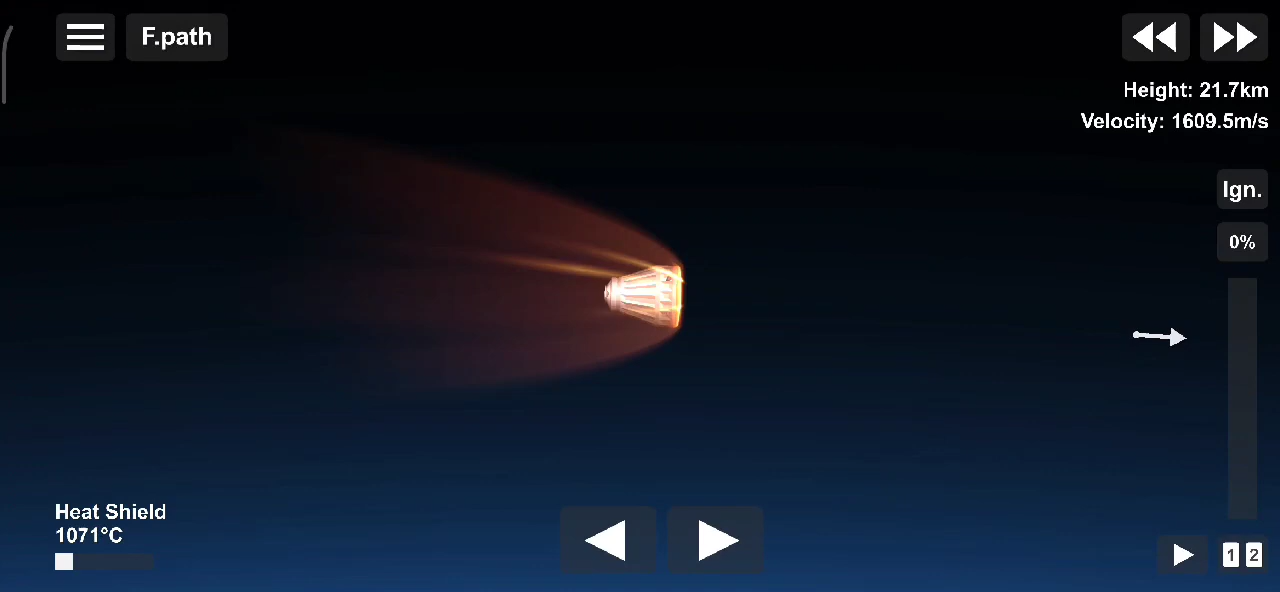 F.path
Height: 21.7km
Velocity: 1609.5m/s
Ign.
0%
Heat Shield
1071°C
1 2